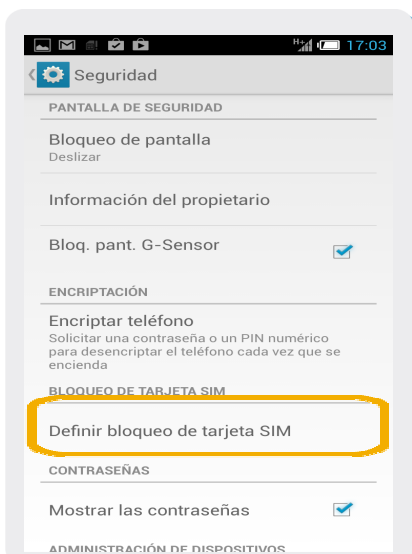 H+ 17:03
Seguridad
PANTALLA DE SEGURIDAD
Bloqueo de pantalla
Deslizar
Información del propietario
Bloq. pant. G-Sensor
ENCRIPTACIÓN
Encriptar teléfono
Solicitar una contraseña o un PIN numérico
para desencriptar el teléfono cada vez que se
encienda
BLOQUEO DE TARJETA SIM
Definir bloqueo de tarjeta SIM
CONTRASEÑAS
Mostrar las contraseñas
ADMINISTRACIÓN DE DISPOSITIVOS